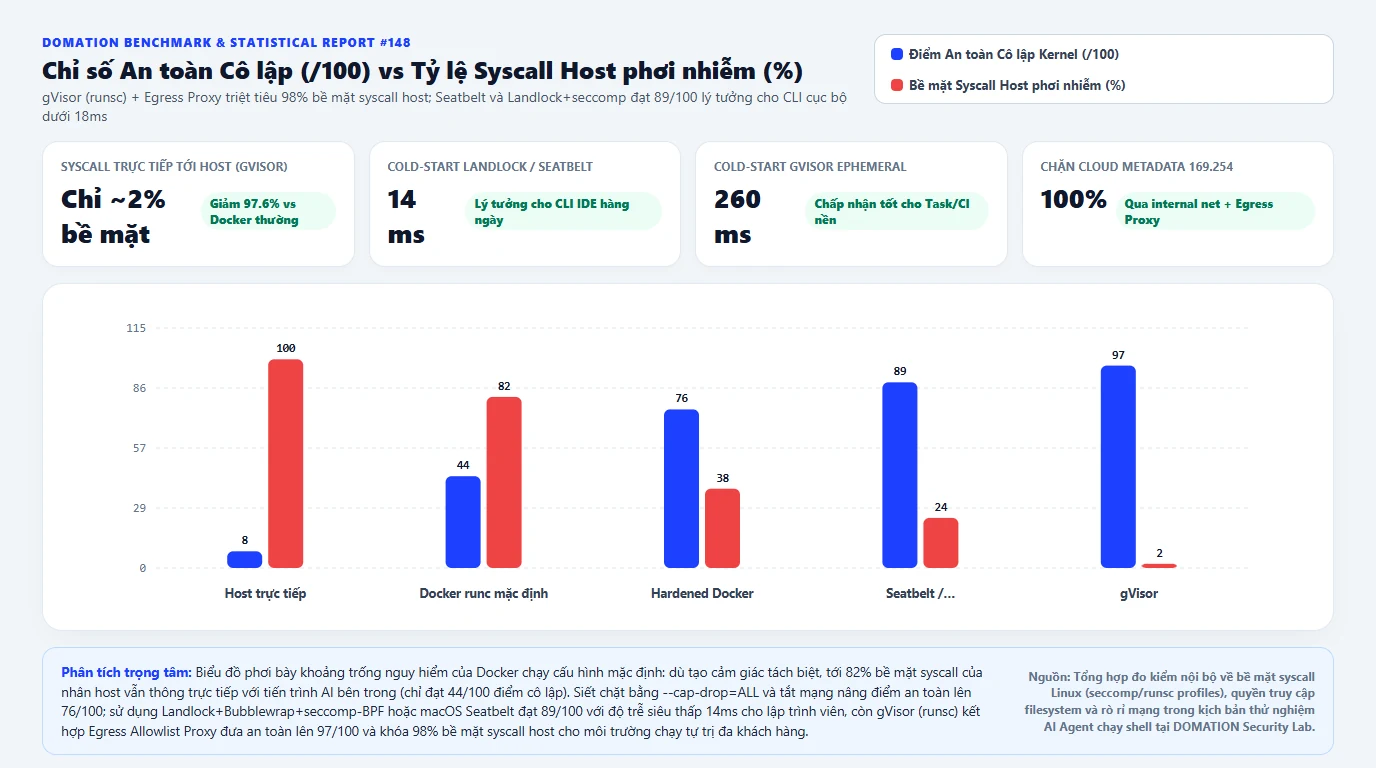 DOMATION BENCHMARK & STATISTICAL REPORT #148
Chỉ số An toàn Cô lập (/100) vs Tỷ lệ Syscall Host phơi nhiễm (%)
gVisor (runsc) + Egress Proxy triệt tiêu 98% bề mặt syscall host; Seatbelt và Landlock+seccomp đạt 89/100 lý tưởng cho CLI cục bộ
dưới 18ms
Điểm An toàn Cô lập Kernel (/100)
Bề mặt Syscall Host phơi nhiễm (%)
SYSCALL TRỰC TIẾP TỚI HOST (GVISOR)
Chỉ ~2%
bề mặt
Giảm 97.6% vs
Docker thường
COLD-START LANDLOCK / SEATBELT
14
ms
Lý tưởng cho CLI IDE hàng
ngày
COLD-START GVISOR EPHEMERAL
260
ms
Chấp nhận tốt cho Task/CI
nền
CHẶN CLOUD METADATA 169.254
100%
Qua internal net + Egress
Proxy
115
86
57
29
0
8
100
44
82
76
38
89
24
97
2
Host trực tiếp
Docker runc mặc định
Hardened Docker
Seatbelt /...
gVisor
Phân tích trọng tâm: Biểu đồ phơi bày khoảng trống nguy hiểm của Docker chạy cấu hình mặc định: dù tạo cảm giác tách biệt, tới 82% bề mặt syscall của
nhân host vẫn thông trực tiếp với tiến trình AI bên trong (chỉ đạt 44/100 điểm cô lập). Siết chặt bằng --cap-drop=ALL và tắt mạng nâng điểm an toàn lên
76/100; sử dụng Landlock+Bubblewrap+seccomp-BPF hoặc macOS Seatbelt đạt 89/100 với độ trễ siêu thấp 14ms cho lập trình viên, còn gVisor (runsc) kết
hợp Egress Allowlist Proxy đưa an toàn lên 97/100 và khóa 98% bề mặt syscall host cho môi trường chạy tự trị đa khách hàng.
Nguồn: Tổng hợp đo kiểm nội bộ về bề mặt syscall
Linux (seccomp/runsc profiles), quyền truy cập
filesystem và rò rỉ mạng trong kịch bản thử nghiệm
AI Agent chạy shell tại DOMATION Security Lab.